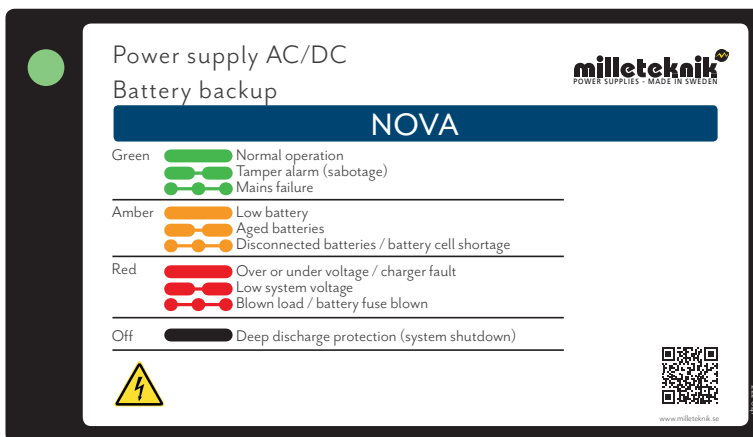 Power supply AC/DC
Battery backup
milleteknik
POWER SUPPLIES - MADE IN SWEDEN
NOVA
Green Normal operation
Tamper alarm (sabotage)
Mains failure
Amber Low battery
Aged batteries
Disconnected batteries / battery cell shortage
Red Over or under voltage / charger fault
Low system voltage
Blown load / battery fuse blown
Off Deep discharge protection (system shutdown)
www.milleteknik.se